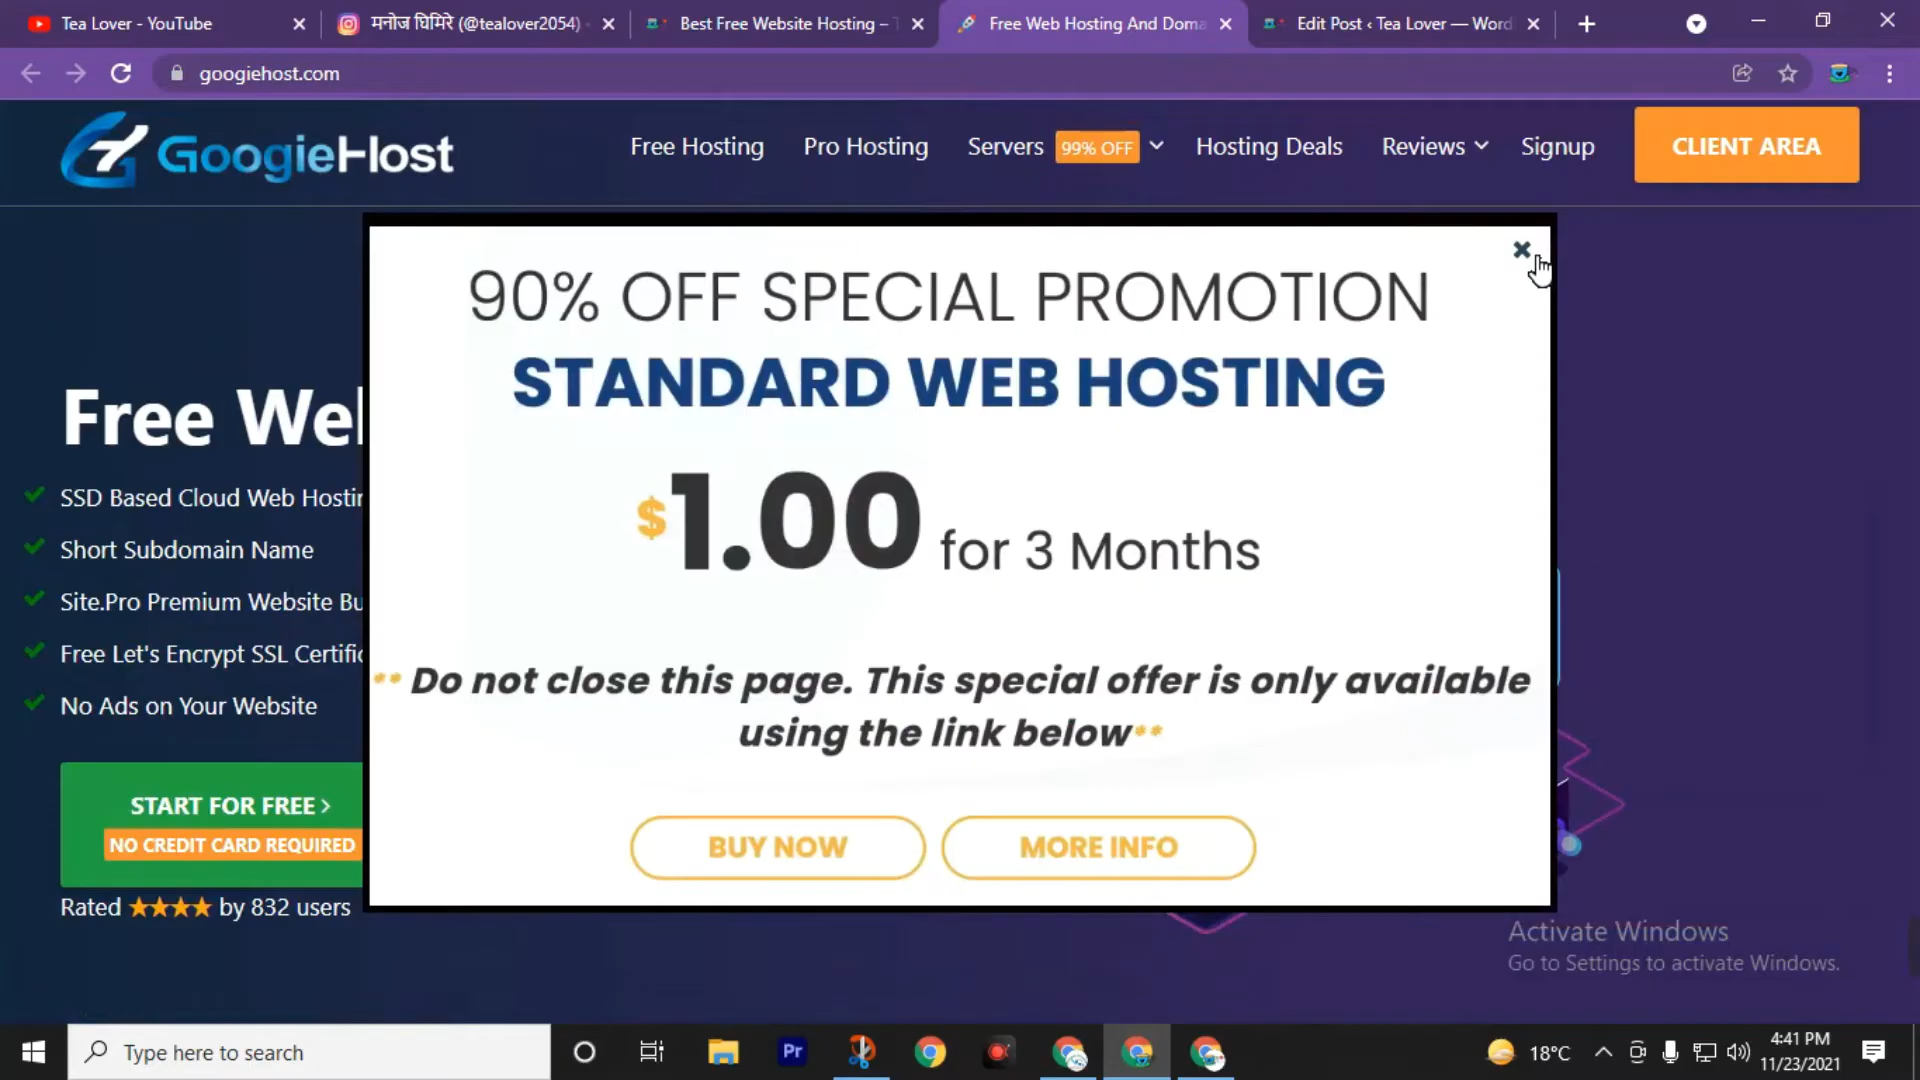 Tea Lover - YouTube
मनोज घिमिरे (@tealover2054) -
Best Free Website Hosting –
Free Web Hosting And Doma
Edit Post ‹ Tea Lover — Word
googiehost.com
GoogieHost
Free Hosting
Pro Hosting
Servers 99% OFF
Hosting Deals
Reviews
Signup
CLIENT AREA
90% OFF SPECIAL PROMOTION
STANDARD WEB HOSTING
$1.00 for 3 Months
** Do not close this page. This special offer is only available
using the link below**
BUY NOW
MORE INFO
Free Web
SSD Based Cloud Web Hostin
Short Subdomain Name
Site.Pro Premium Website Bu
Free Let's Encrypt SSL Certific
No Ads on Your Website
START FOR FREE >
NO CREDIT CARD REQUIRED
Rated ★★★★ by 832 users
Activate Windows
Go to Settings to activate Windows.
Type here to search
Pr
18°C
4:41 PM
11/23/2021